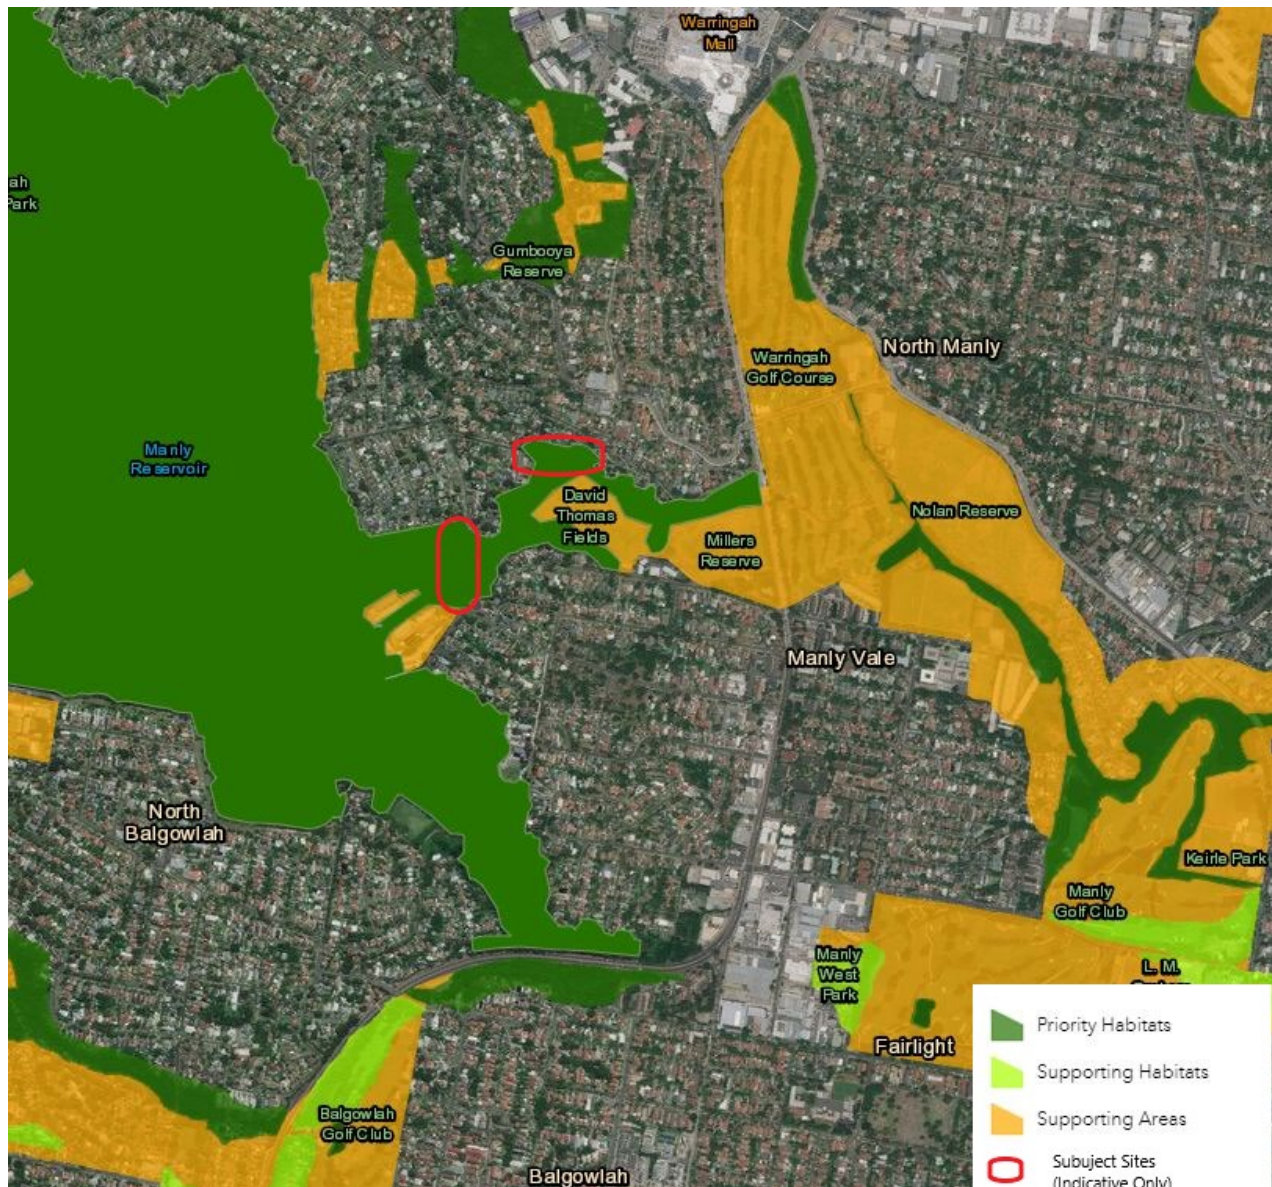 Warringah
Mall
ah
Park
Gumbooya
Reserve
North Manly
Warringah
Golf Course
Manly
Reservoir
David
Thomas
Fields
Nolan Reserve
Millers
Reserve
Manly Vale
North
Balgowlah
Keirle Park
Manly
Golf Club
Manly
West
Park
L. M.
Fairlight
Priority Habitats
Supporting Habitats
Supporting Areas
Balgowlah
Golf Club
Subuject Sites
(Indicative Only)
Balgowlah